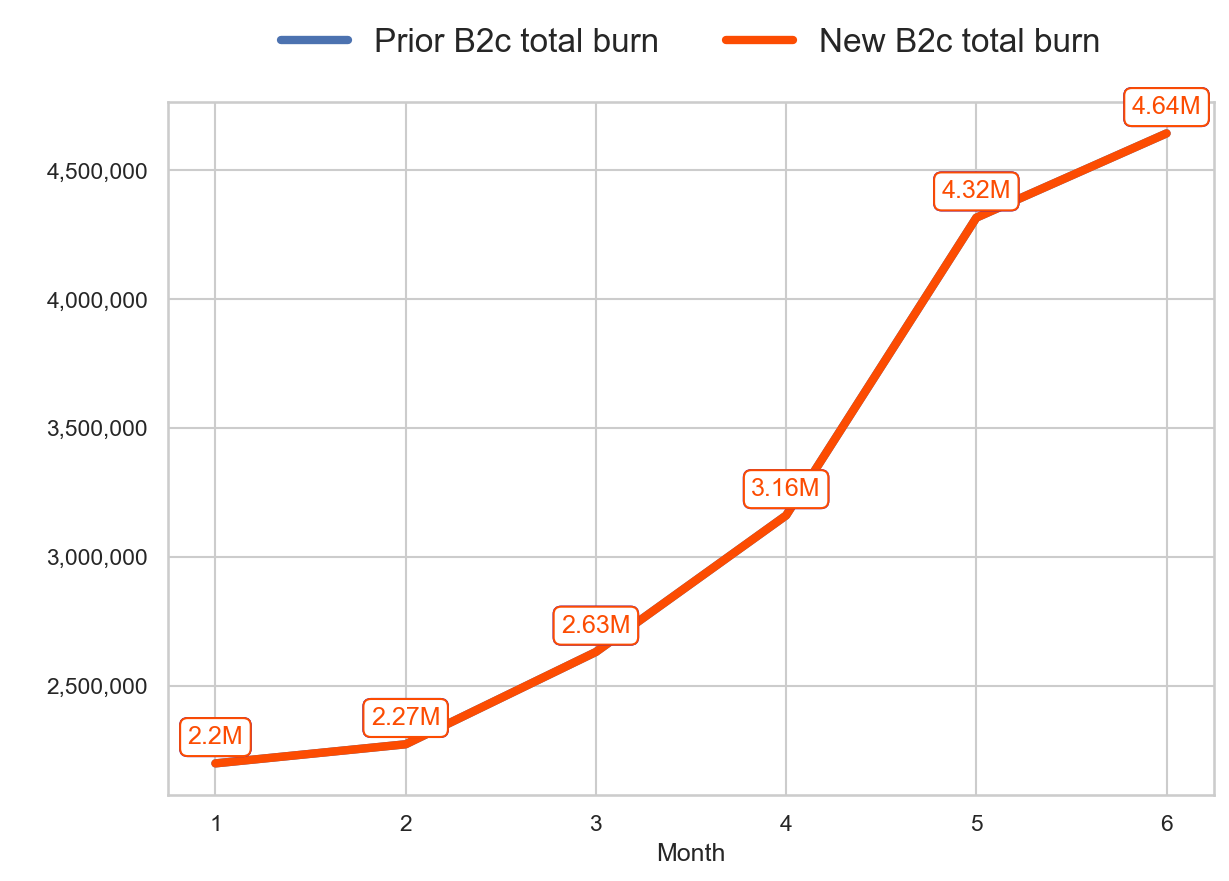 Prior B2c total burn New B2c total burn
4.64M
4,500,000
4.32M
4,000,000
3,500,000
3.16M
3,000,000
2.63M
2,500,000
2.27M
2.2M
1 2 3 4 5 6
Month